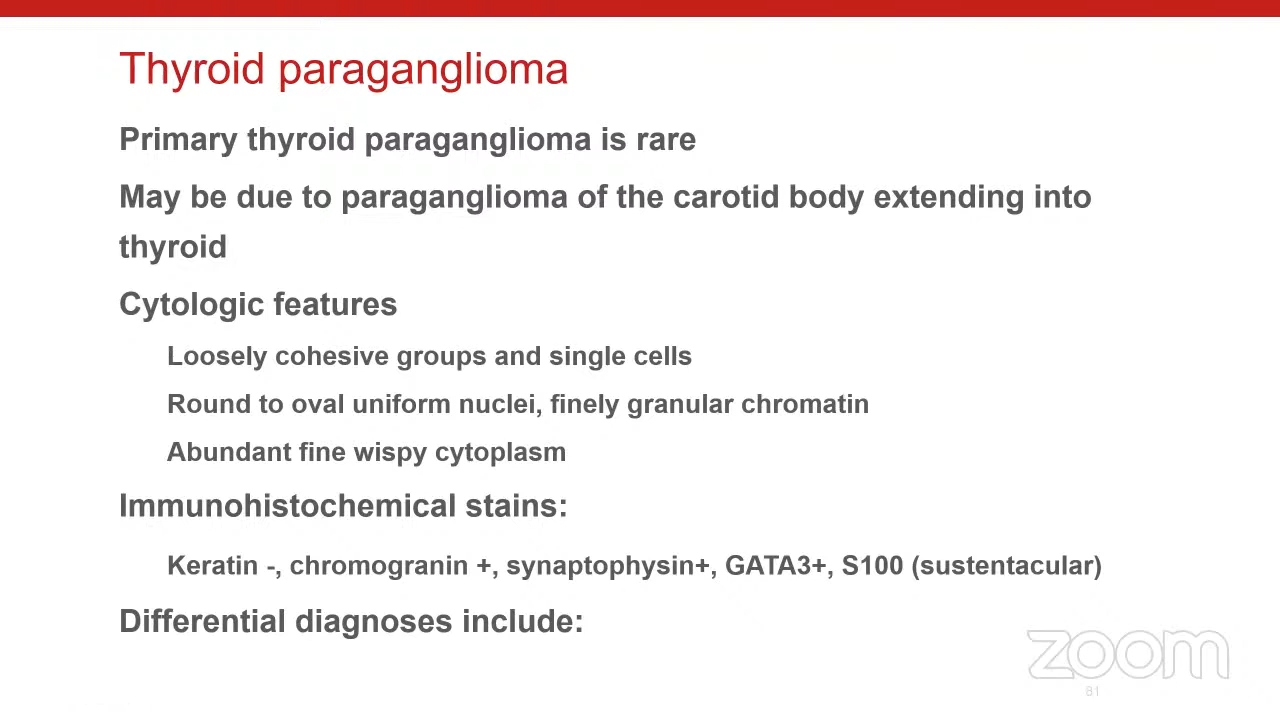 Thyroid paraganglioma
Primary thyroid paraganglioma is rare
May be due to paraganglioma of the carotid body extending into
thyroid
Cytologic features
Loosely cohesive groups and single cells
Round to oval uniform nuclei, finely granular chromatin
Abundant fine wispy cytoplasm
Immunohistochemical stains:
Keratin -, chromogranin +, synaptophysin+, GATA3+, S100 (sustentacular)
Differential diagnoses include:
zoom
81